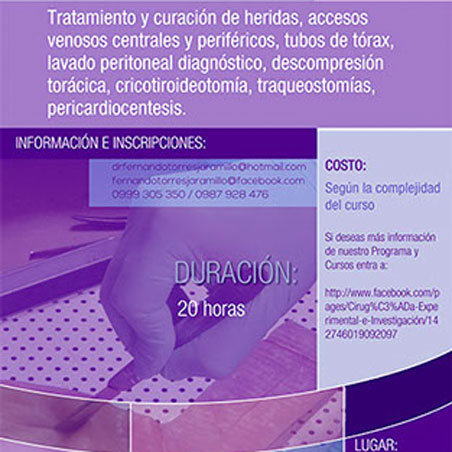 Tratamiento y curación de heridas, accesos
venosos centrales y periféricos, tubos de tórax,
lavado peritoneal diagnóstico, descompresión
torácica, cricotiroideotomía, traqueostomías,
pericardiocentesis.
INFORMACIÓN E INSCRIPCIONES:
drfernandotorresjaramillo@hotmail.com
fernandotorresjaramillo@facebook.com
0999 305 350 / 0987 928 476
COSTO:
Según la complejidad
del curso
Si deseas más información
de nuestro Programa y
Cursos entra a:
http://www.facebook.com/p
ages/Cirug%C3%ADa-Expe
rimental-e-Investigación/14
2746019092097
DURACIÓN:
20 horas
LUGAR: